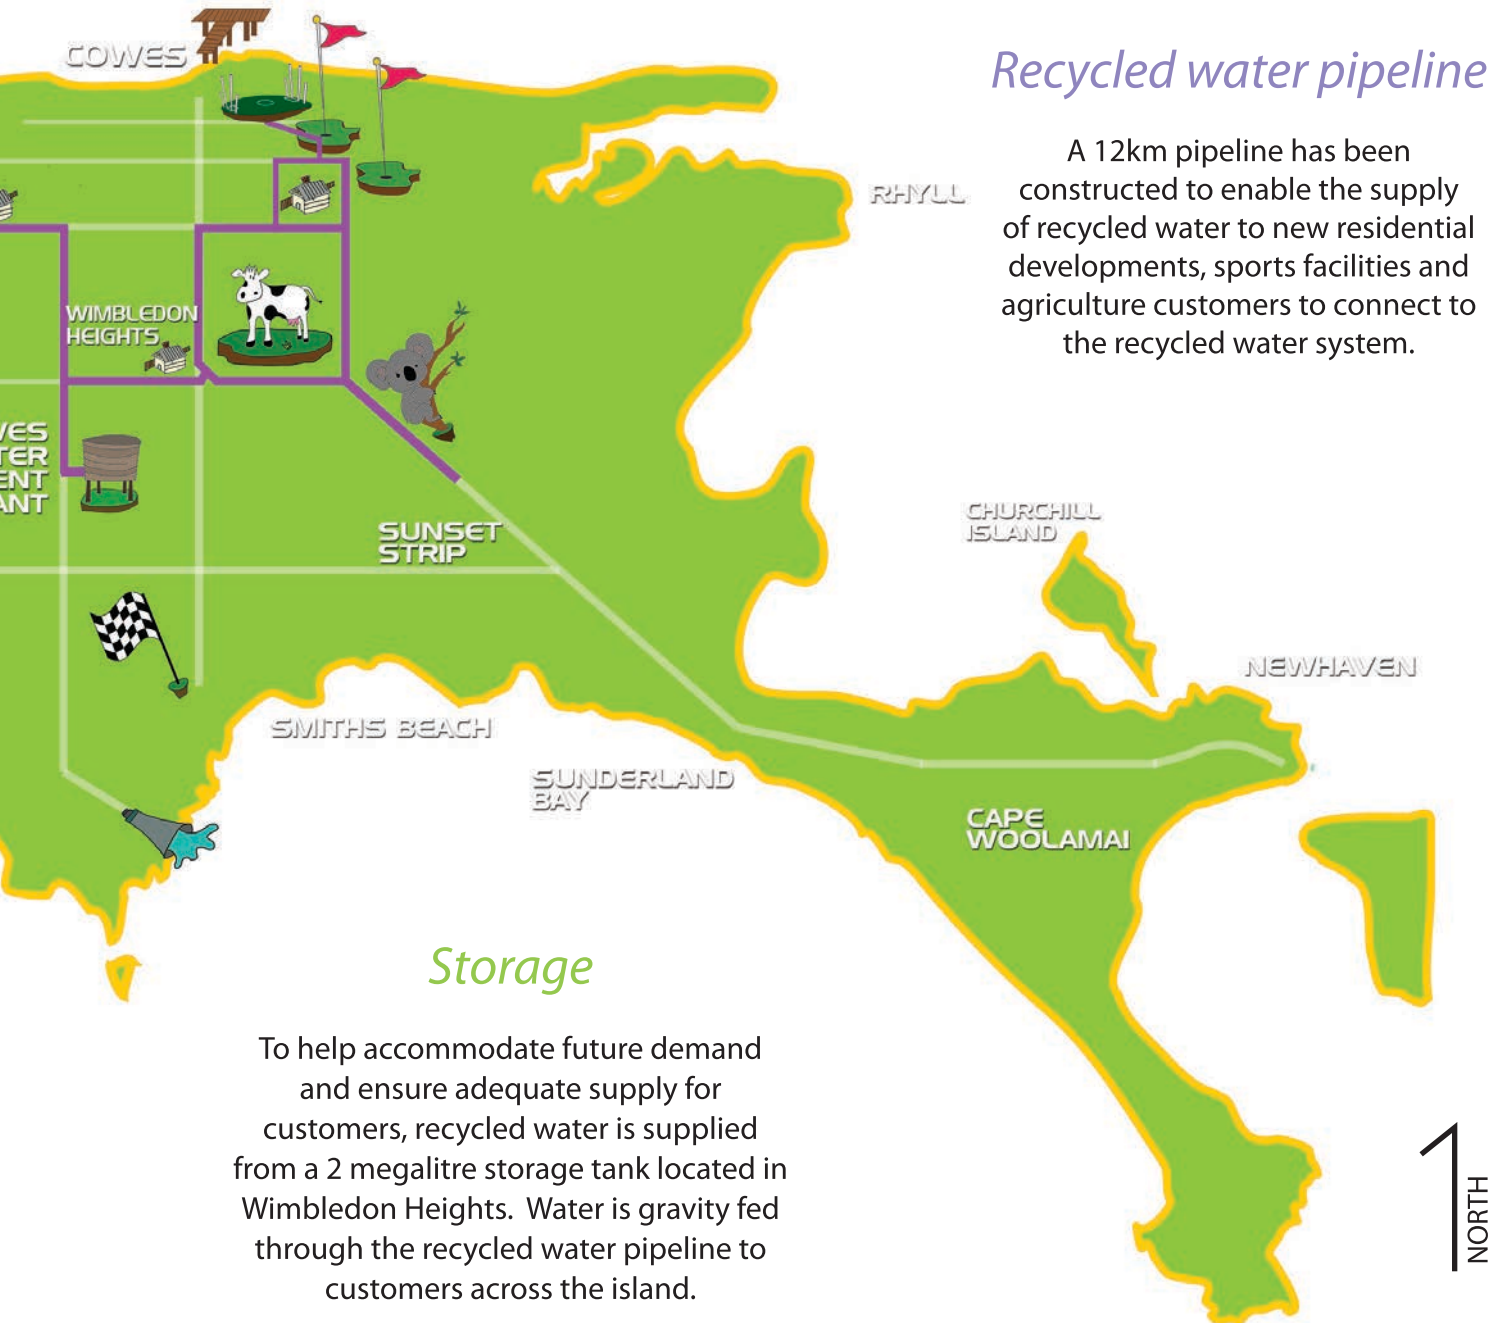 COWES
Recycled water pipeline
A 12km pipeline has been
constructed to enable the supply
of recycled water to new residential
developments, sports facilities and
agriculture customers to connect to
the recycled water system.
RHYLL
WIMBLEDON
HEIGHTS
VES
TER
ENT
ANT
SUNSET
STRIP
CHURCHILL
ISLAND
NEWHAVEN
SMITHS BEACH
SUNDERLAND
BAY
CAPE
WOOLAMAI
Storage
To help accommodate future demand
and ensure adequate supply for
customers, recycled water is supplied
from a 2 megalitre storage tank located in
Wimbledon Heights.  Water is gravity fed
through the recycled water pipeline to
customers across the island.
NORTH